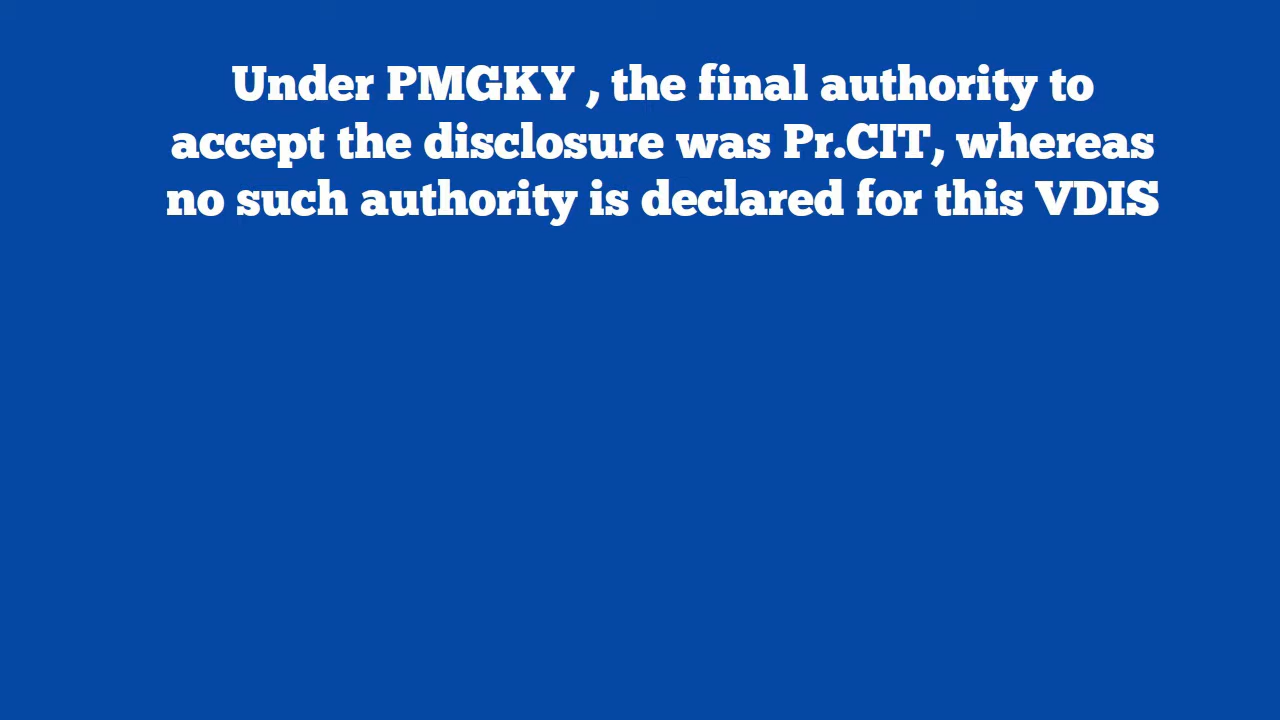 Under PMGKY , the final authority to
accept the disclosure was Pr.CIT, whereas
no such authority is declared for this VDIS